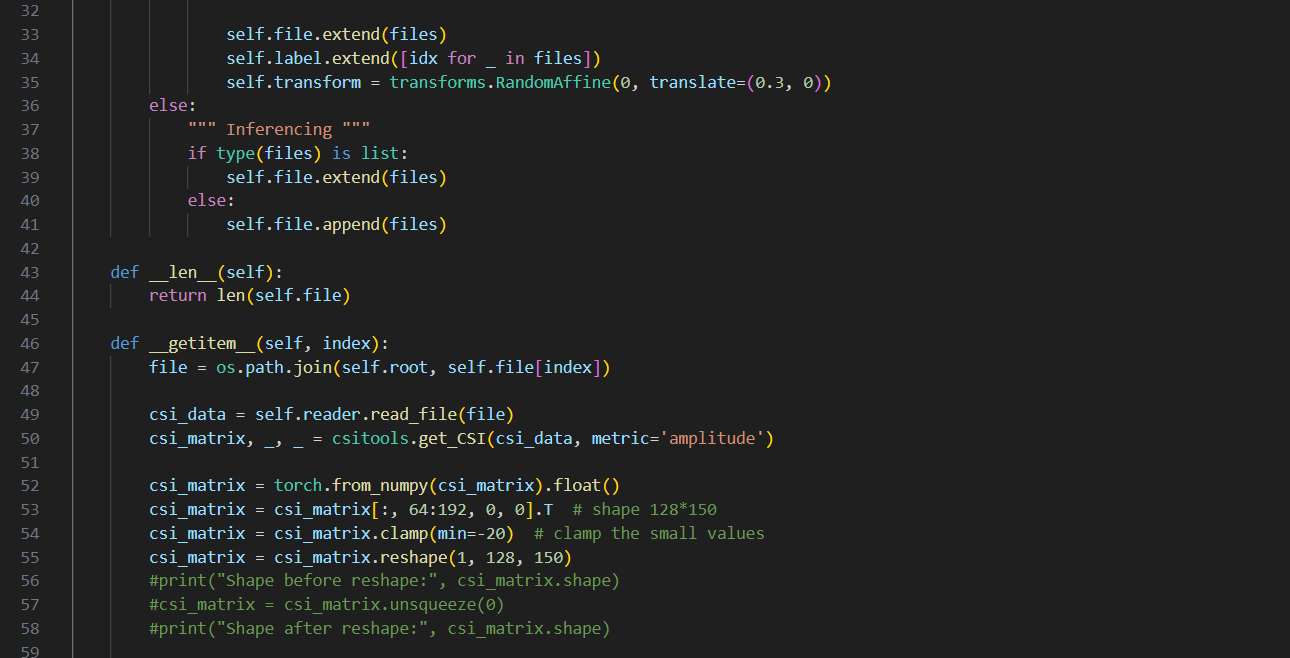 32
33 self.file.extend(files)
34 self.label.extend([idx for _ in files])
35 self.transform = transforms.RandomAffine(0, translate=(0.3, 0))
36 else:
37 """ Inferencing """
38 if type(files) is list:
39 self.file.extend(files)
40 else:
41 self.file.append(files)
42
43 def __len__(self):
44 return len(self.file)
45
46 def __getitem__(self, index):
47 file = os.path.join(self.root, self.file[index])
48
49 csi_data = self.reader.read_file(file)
50 csi_matrix, _, _ = csitools.get_CSI(csi_data, metric='amplitude')
51
52 csi_matrix = torch.from_numpy(csi_matrix).float()
53 csi_matrix = csi_matrix[:, 64:192, 0, 0].T  # shape 128*150
54 csi_matrix = csi_matrix.clamp(min=-20)  # clamp the small values
55 csi_matrix = csi_matrix.reshape(1, 128, 150)
56 #print("Shape before reshape:", csi_matrix.shape)
57 #csi_matrix = csi_matrix.unsqueeze(0)
58 #print("Shape after reshape:", csi_matrix.shape)
59